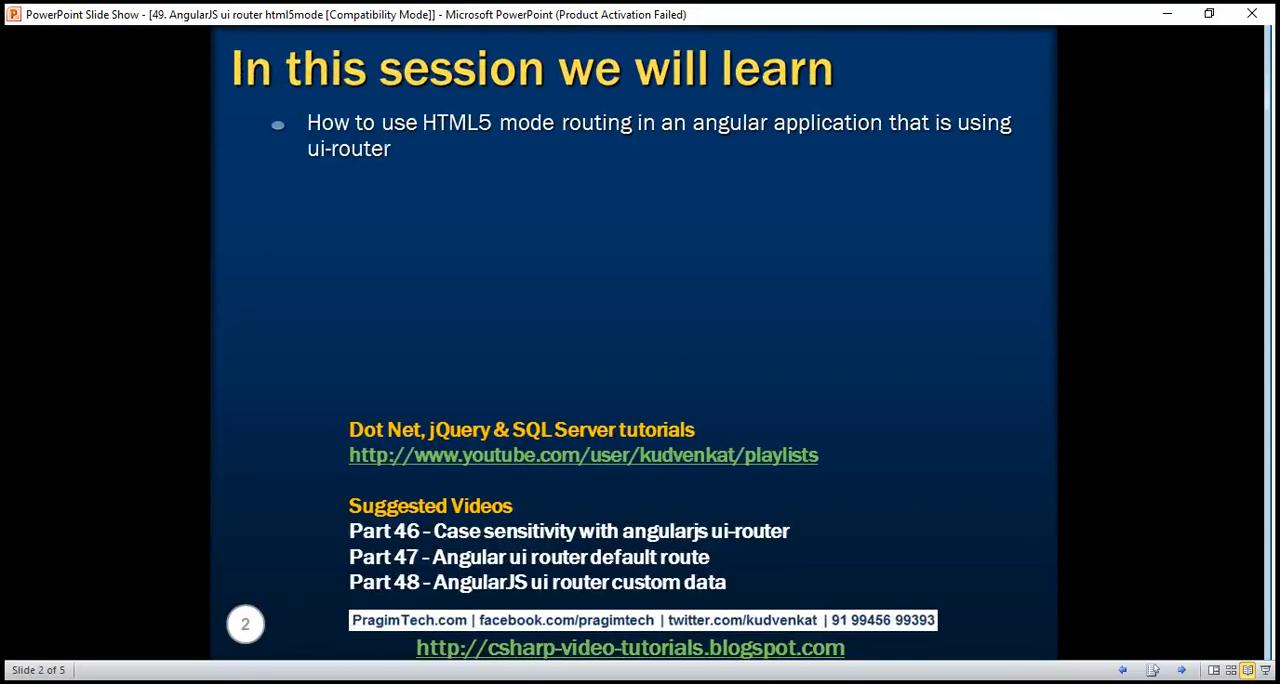 PowerPoint Slide Show - [49. AngularJS ui router html5mode [Compatibility Mode]] - Microsoft PowerPoint (Product Activation Failed)
In this session we will learn
How to use HTML5 mode routing in an angular application that is using
ui-router
Dot Net, jQuery & SQL Server tutorials
http://www.youtube.com/user/kudvenkat/playlists
Suggested Videos
Part 46 - Case sensitivity with angularjs ui-router
Part 47 - Angular ui router default route
Part 48 - AngularJS ui router custom data
PragimTech.com | facebook.com/pragimtech | twitter.com/kudvenkat | 91 99456 99393
2
http://csharp-video-tutorials.blogspot.com
Slide 2 of 5